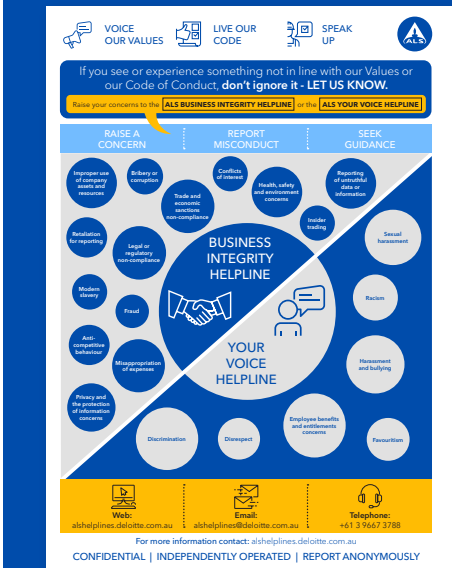 VOICE
OUR VALUES
LIVE OUR
CODE
SPEAK
UP
ALS
If you see or experience something not in line with our Values or
our Code of Conduct, don't ignore it - LET US KNOW.
Raise your concerns to the ALS BUSINESS INTEGRITY HELPLINE or the ALS YOUR VOICE HELPLINE
RAISE A
CONCERN
REPORT
MISCONDUCT
SEEK
GUIDANCE
Improper use
of company
assets and
resources
Bribery or
corruption
Trade and
economic
sanctions
non-compliance
Conflicts
of interest
Health, safety
and environment
concerns
Reporting
of untruthful
data or
information
Insider
trading
Retaliation
for reporting
Legal or
regulatory
non-compliance
Modern
slavery
Fraud
Anti-
competitive
behaviour
Misappropriation
of expenses
Privacy and
the protection
of information
concerns
BUSINESS
INTEGRITY
HELPLINE
YOUR
VOICE
HELPLINE
Sexual
harassment
Racism
Harassment
and bullying
Employee benefits
and entitlements
concerns
Favouritism
Discrimination
Disrespect
Web:
alshelplines.deloitte.com.au
Email:
alshelplines@deloitte.com.au
Telephone:
+61 3 9667 3788
For more information contact: alshelplines.deloitte.com.au
CONFIDENTIAL | INDEPENDENTLY OPERATED | REPORT ANONYMOUSLY